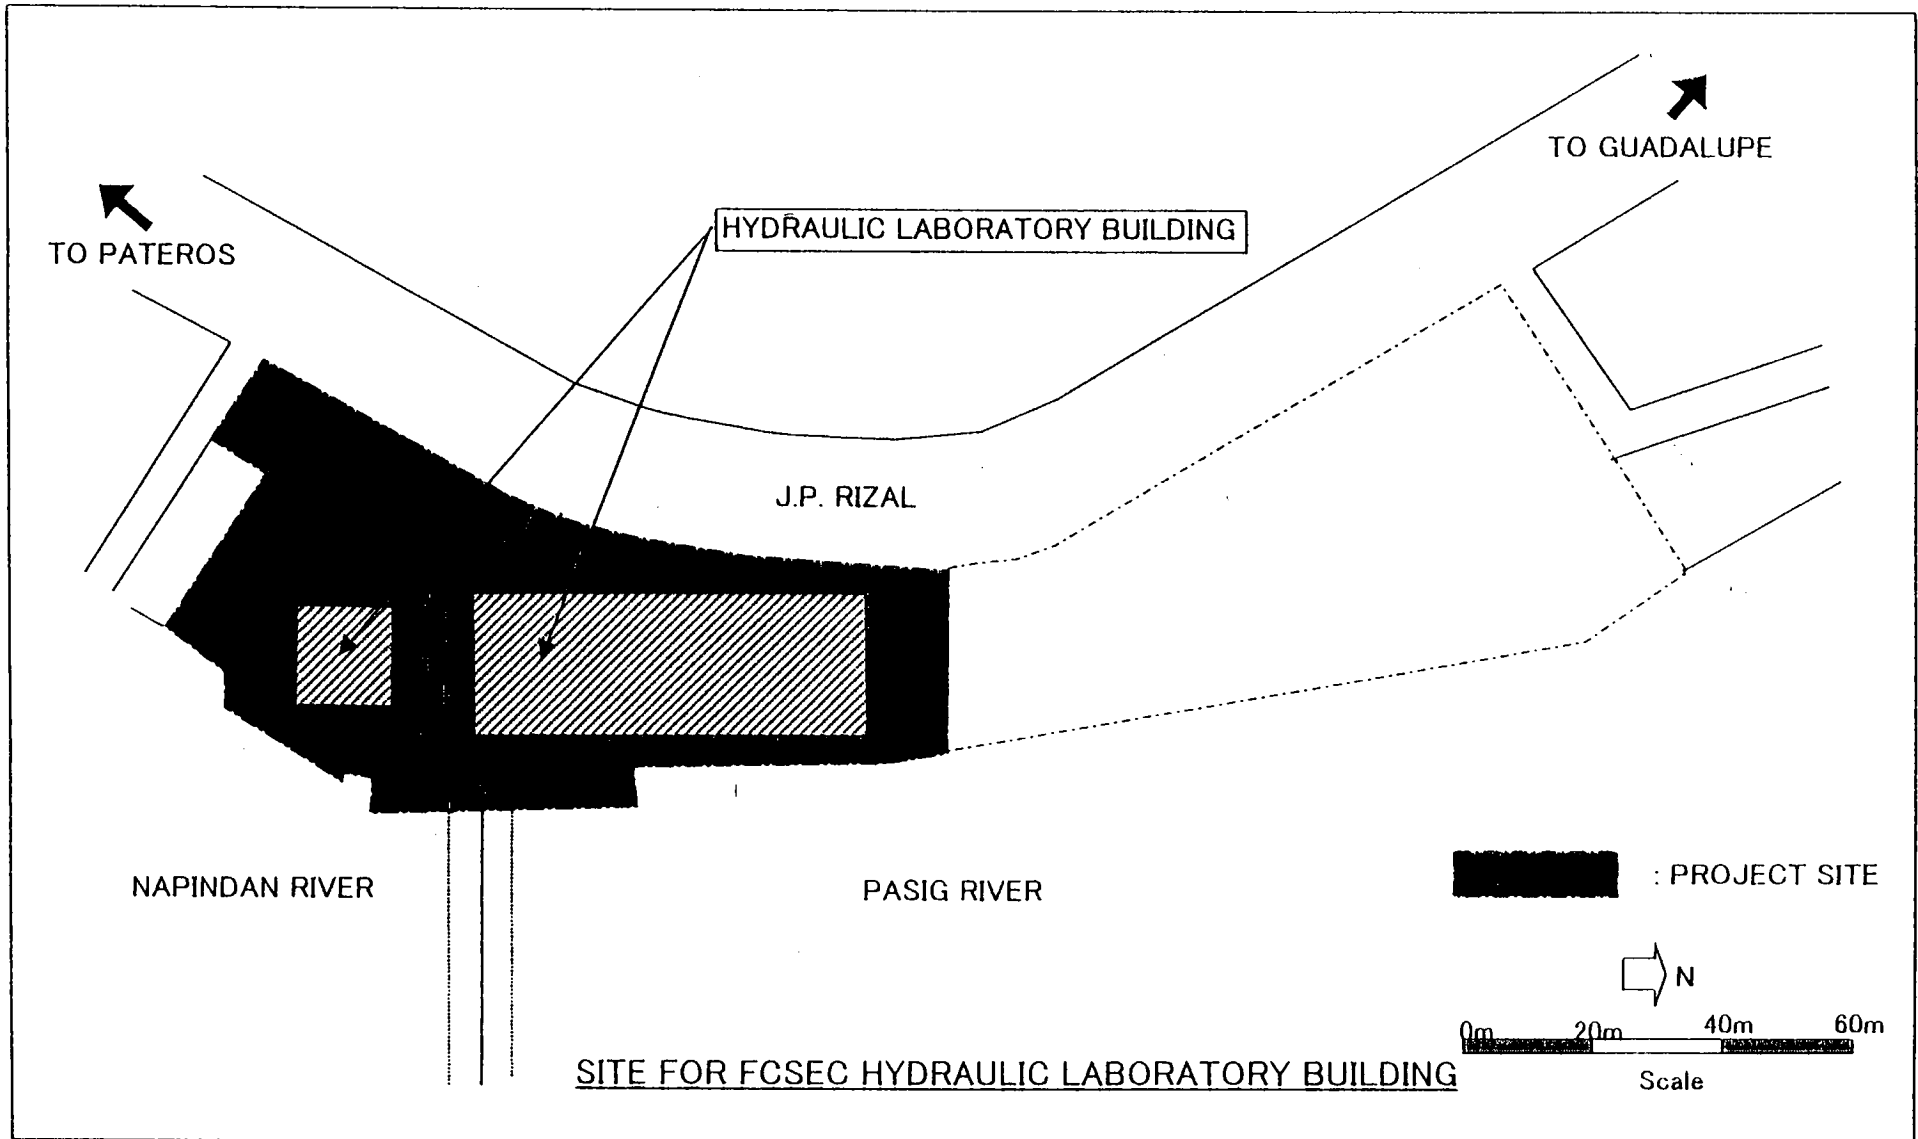 TO GUADALUPE
TO PATEROS
HYDRAULIC LABORATORY BUILDING
J.P. RIZAL
NAPINDAN RIVER
PASIG RIVER
: PROJECT SITE
N
0m 20m 40m 60m
Scale
SITE FOR FCSEC HYDRAULIC LABORATORY BUILDING